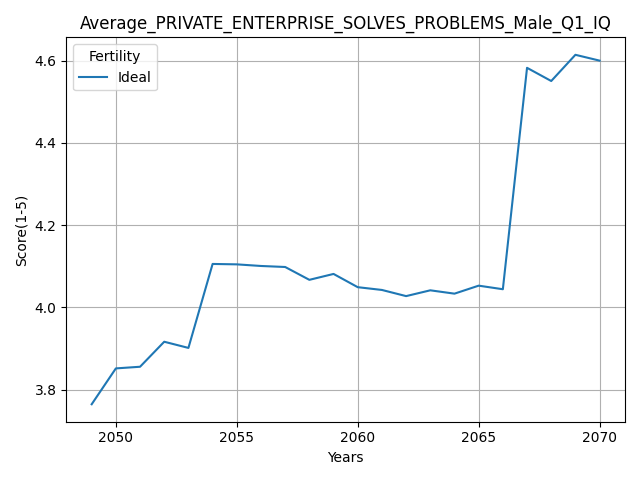 Average_PRIVATE_ENTERPRISE_SOLVES_PROBLEMS_Male_Q1_IQ
Fertility
Ideal
4.6
4.4
4.2
4.0
3.8
Score(1-5)
2050 2055 2060 2065 2070
Years